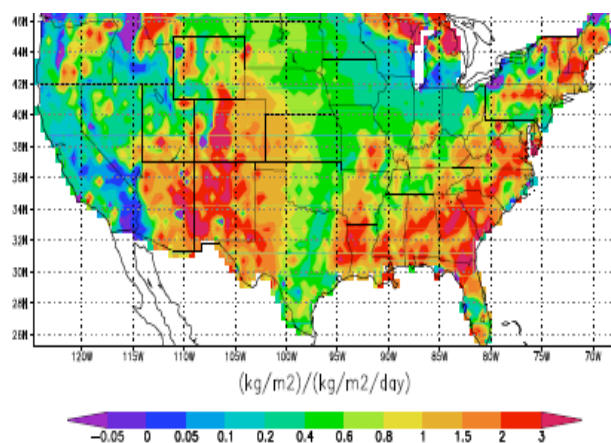 46N
44N
42N
40N
38N
36N
34N
32N
30N
28N
26N
120W 115W 110W 105W 100W 95W 90W 85W 80W 75W 70W
(kg/m2)/(kg/m2/day)
-0.05 0 0.05 0.1 0.2 0.4 0.6 0.8 1 1.5 2 3